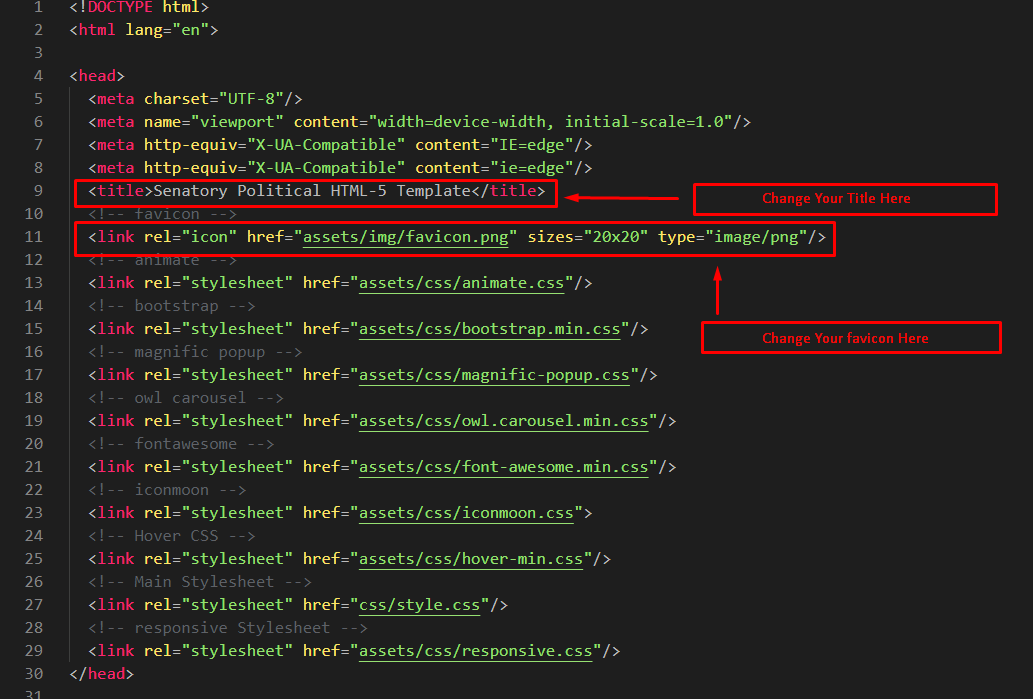 1 <!DOCTYPE html>
2 <html lang="en">
3
4 <head>
5 <meta charset="UTF-8"/>
6 <meta name="viewport" content="width=device-width, initial-scale=1.0"/>
7 <meta http-equiv="X-UA-Compatible" content="IE=edge"/>
8 <meta http-equiv="X-UA-Compatible" content="ie=edge"/>
9 <title>Senatory Political HTML-5 Template</title>
Change Your Title Here
10 <!-- favicon -->
11 <link rel="icon" href="assets/img/favicon.png" sizes="20x20" type="image/png"/>
12 <!-- animate -->
13 <link rel="stylesheet" href="assets/css/animate.css"/>
14 <!-- bootstrap -->
15 <link rel="stylesheet" href="assets/css/bootstrap.min.css"/>
Change Your favicon Here
16 <!-- magnific popup -->
17 <link rel="stylesheet" href="assets/css/magnific-popup.css"/>
18 <!-- owl carousel -->
19 <link rel="stylesheet" href="assets/css/owl.carousel.min.css"/>
20 <!-- fontawesome -->
21 <link rel="stylesheet" href="assets/css/font-awesome.min.css"/>
22 <!-- iconmoon -->
23 <link rel="stylesheet" href="assets/css/iconmoon.css">
24 <!-- Hover CSS -->
25 <link rel="stylesheet" href="assets/css/hover-min.css"/>
26 <!-- Main Stylesheet -->
27 <link rel="stylesheet" href="css/style.css"/>
28 <!-- responsive Stylesheet -->
29 <link rel="stylesheet" href="assets/css/responsive.css"/>
30 </head>
31